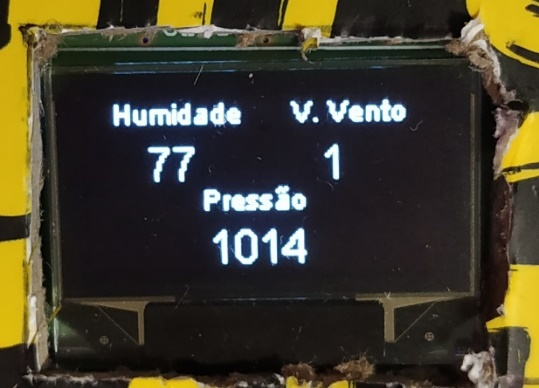 Humidade V. Vento
77 1
Pressão
1014